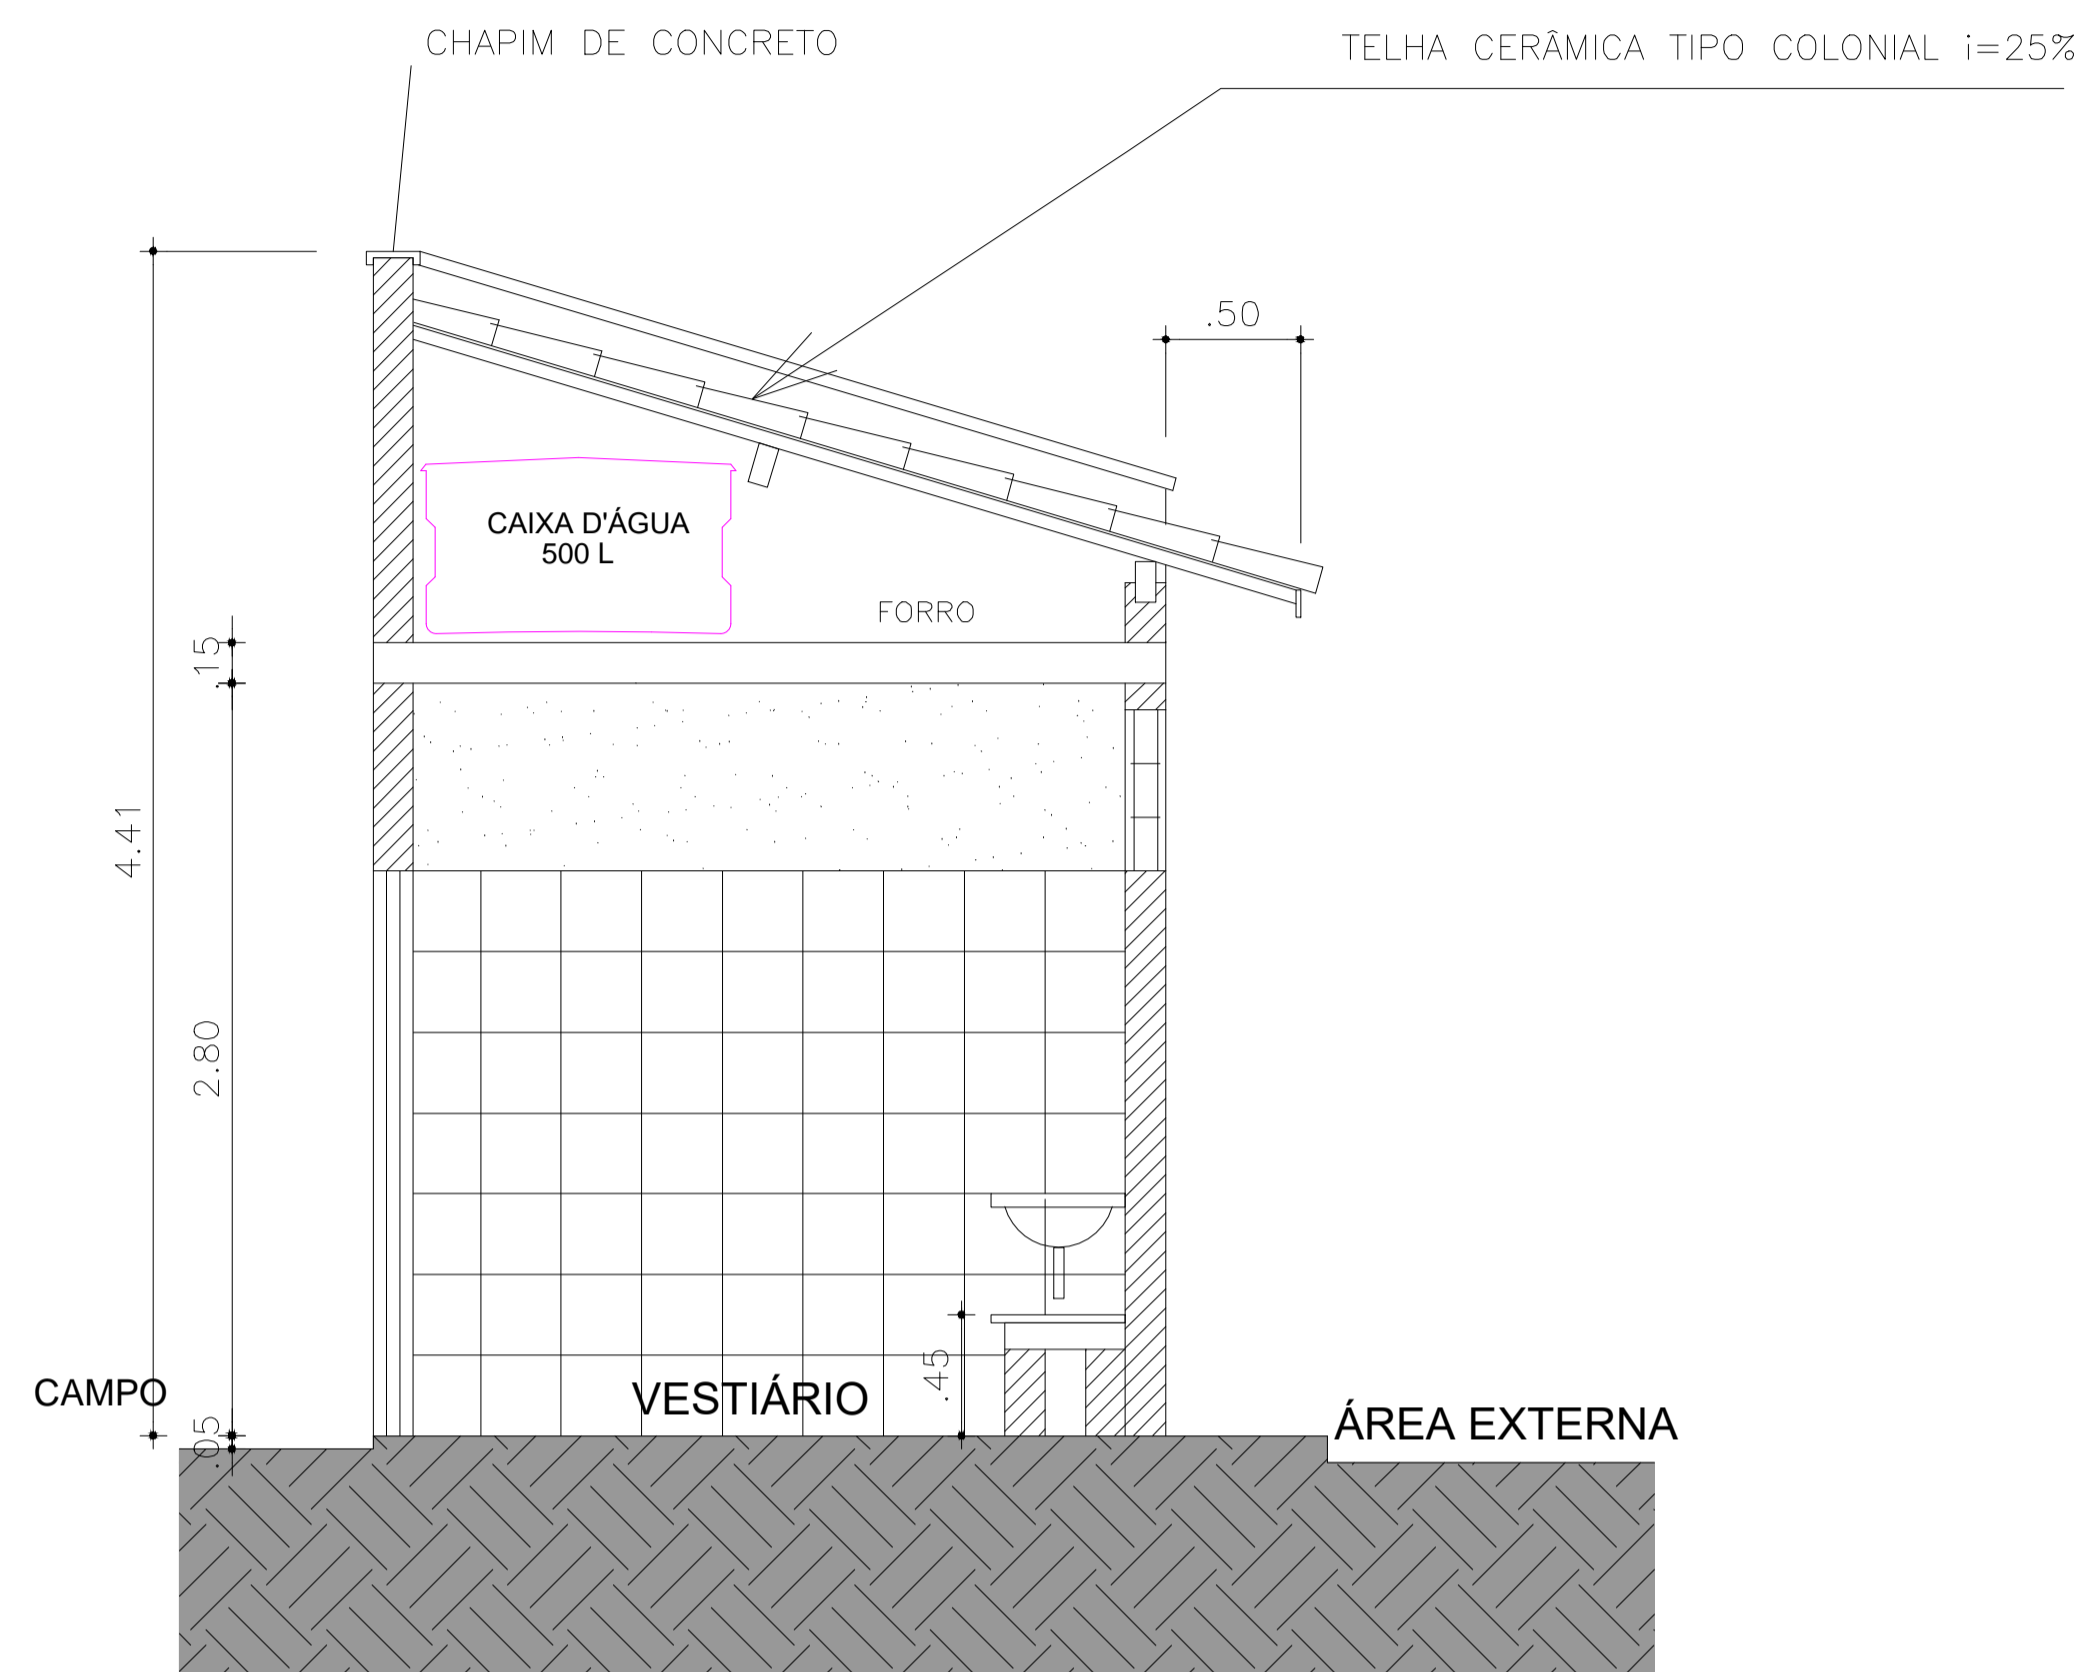 CHAPIM DE CONCRETO
TELHA CERÂMICA TIPO COLONIAL i=25%
.50
CAIXA D'ÁGUA
500 L
FORRO
.15
4.41
2.80
.45
CAMPO
VESTIÁRIO
.05
ÁREA EXTERNA